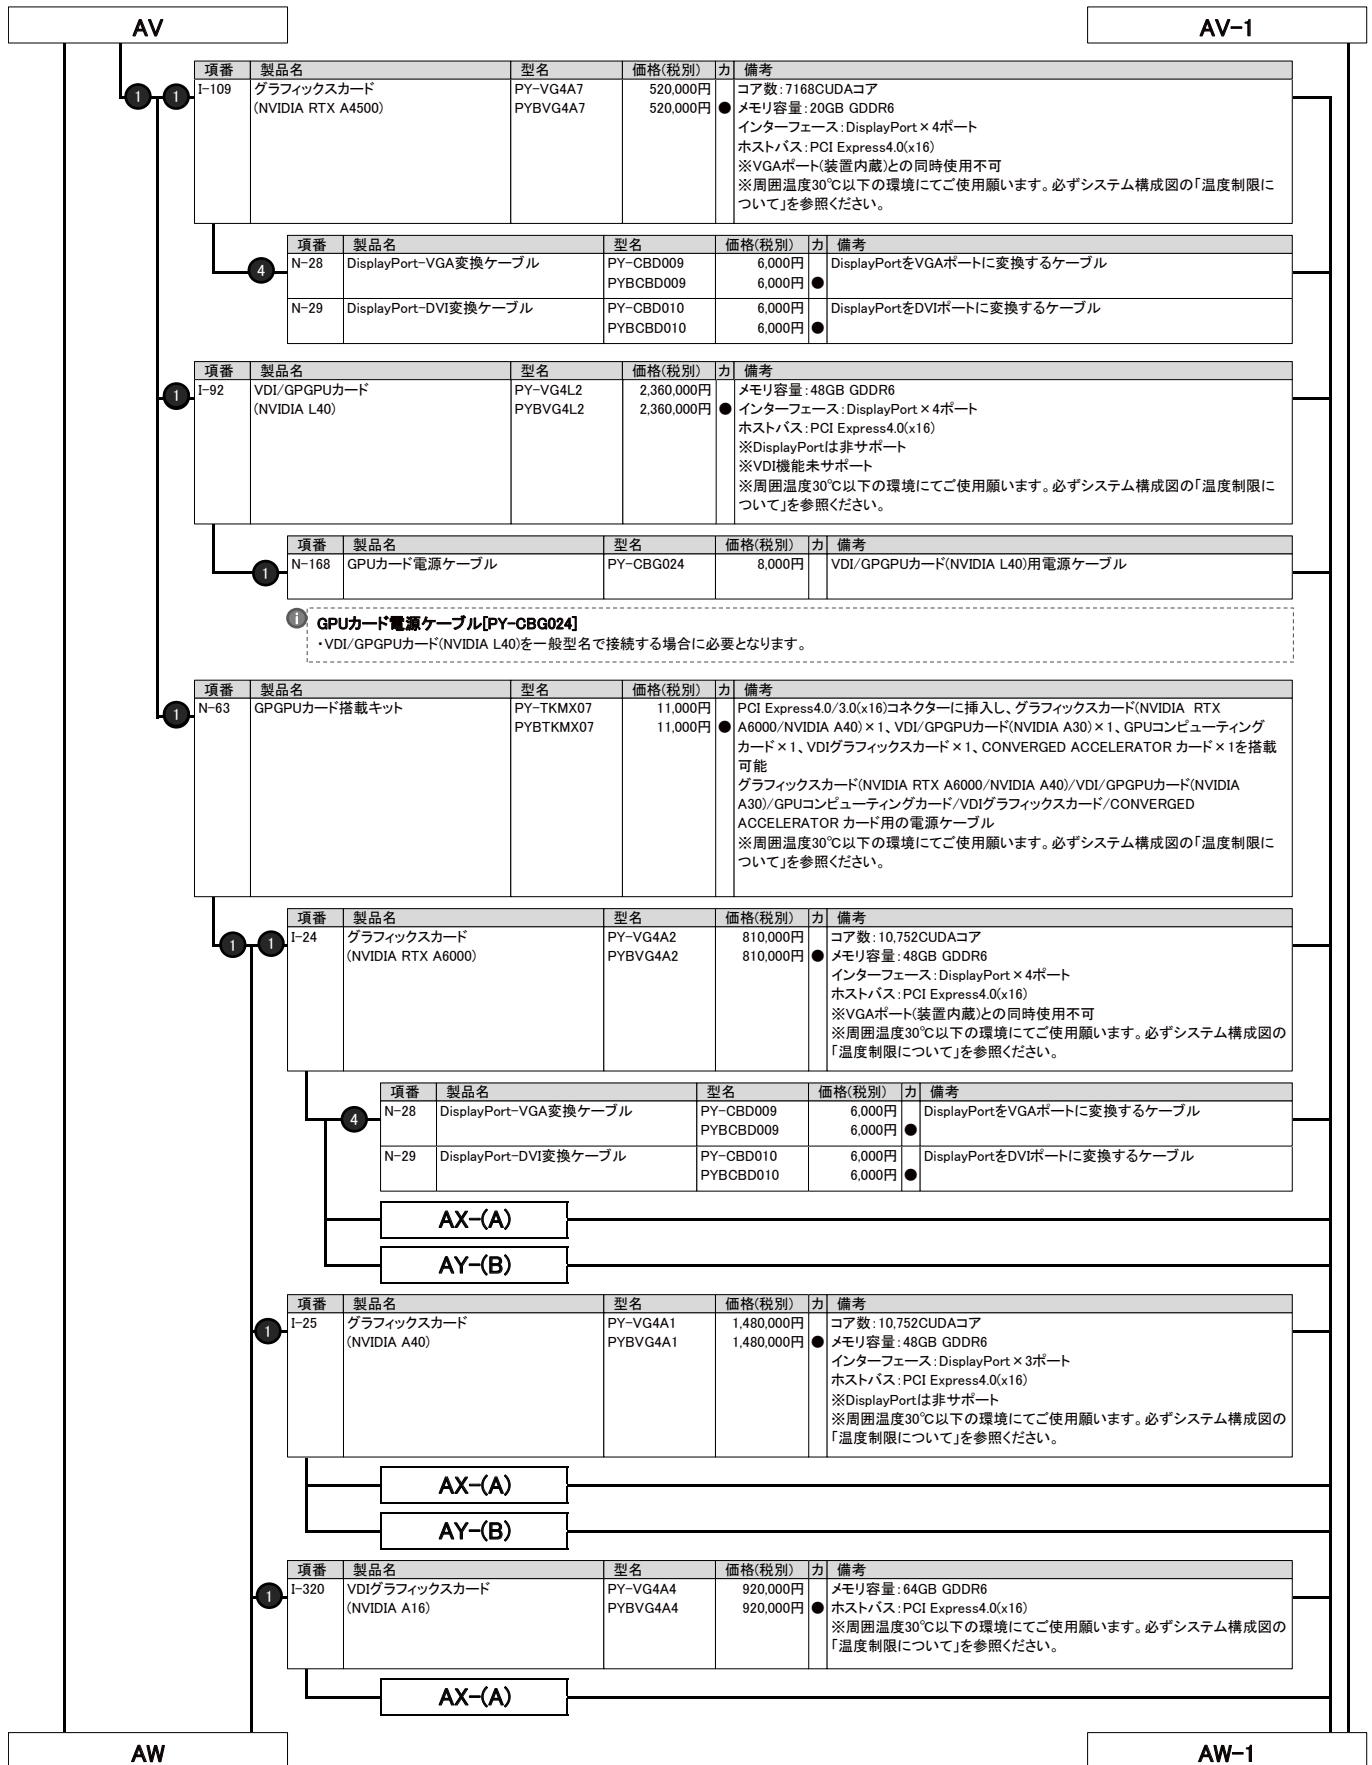 AV
AV-1
項番 製品名 型名 価格(税別) カ 備考
1 1 I-109 グラフィックスカード PY-VG4A7 520,000円 コア数:7168CUDAコア
(NVIDIA RTX A4500) PYBVG4A7 520,000円 ● メモリ容量:20GB GDDR6
インターフェース:DisplayPort×4ポート
ホストバス:PCI Express4.0(x16)
※VGAポート(装置内蔵)との同時使用不可
※周囲温度30℃以下の環境にてご使用願います。必ずシステム構成図の「温度制限に
ついて」を参照ください。
項番 製品名 型名 価格(税別) カ 備考
4 N-28 DisplayPort-VGA変換ケーブル PY-CBD009 6,000円 DisplayPortをVGAポートに変換するケーブル
PYBCBD009 6,000円 ●
N-29 DisplayPort-DVI変換ケーブル PY-CBD010 6,000円 DisplayPortをDVIポートに変換するケーブル
PYBCBD010 6,000円 ●
項番 製品名 型名 価格(税別) カ 備考
1 I-92 VDI/GPGPUカード PY-VG4L2 2,360,000円 メモリ容量:48GB GDDR6
(NVIDIA L40) PYBVG4L2 2,360,000円 ● インターフェース:DisplayPort×4ポート
ホストバス:PCI Express4.0(x16)
※DisplayPortは非サポート
※VDI機能未サポート
※周囲温度30℃以下の環境にてご使用願います。必ずシステム構成図の「温度制限に
ついて」を参照ください。
項番 製品名 型名 価格(税別) カ 備考
1 N-168 GPUカード電源ケーブル PY-CBG024 8,000円 VDI/GPGPUカード(NVIDIA L40)用電源ケーブル
i GPUカード電源ケーブル[PY-CBG024]
・VDI/GPGPUカード(NVIDIA L40)を一般型名で接続する場合に必要となります。
項番 製品名 型名 価格(税別) カ 備考
1 N-63 GPGPUカード搭載キット PY-TKMX07 11,000円 PCI Express4.0/3.0(x16)コネクターに挿入し、グラフィックスカード(NVIDIA RTX
PYBTKMX07 11,000円 ● A6000/NVIDIA A40)×1、VDI/GPGPUカード(NVIDIA A30)×1、GPUコンピューティング
カード×1、VDIグラフィックスカード×1、CONVERGED ACCELERATOR カード×1を搭載
可能
グラフィックスカード(NVIDIA RTX A6000/NVIDIA A40)/VDI/GPGPUカード(NVIDIA
A30)/GPUコンピューティングカード/VDIグラフィックスカード/CONVERGED
ACCELERATOR カード用の電源ケーブル
※周囲温度30℃以下の環境にてご使用願います。必ずシステム構成図の「温度制限に
ついて」を参照ください。
項番 製品名 型名 価格(税別) カ 備考
1 1 I-24 グラフィックスカード PY-VG4A2 810,000円 コア数:10,752CUDAコア
(NVIDIA RTX A6000) PYBVG4A2 810,000円 ● メモリ容量:48GB GDDR6
インターフェース:DisplayPort×4ポート
ホストバス:PCI Express4.0(x16)
※VGAポート(装置内蔵)との同時使用不可
※周囲温度30℃以下の環境にてご使用願います。必ずシステム構成図の
「温度制限について」を参照ください。
項番 製品名 型名 価格(税別) カ 備考
4 N-28 DisplayPort-VGA変換ケーブル PY-CBD009 6,000円 DisplayPortをVGAポートに変換するケーブル
PYBCBD009 6,000円 ●
N-29 DisplayPort-DVI変換ケーブル PY-CBD010 6,000円 DisplayPortをDVIポートに変換するケーブル
PYBCBD010 6,000円 ●
AX-(A)
AY-(B)
項番 製品名 型名 価格(税別) カ 備考
1 I-25 グラフィックスカード PY-VG4A1 1,480,000円 コア数:10,752CUDAコア
(NVIDIA A40) PYBVG4A1 1,480,000円 ● メモリ容量:48GB GDDR6
インターフェース:DisplayPort×3ポート
ホストバス:PCI Express4.0(x16)
※DisplayPortは非サポート
※周囲温度30℃以下の環境にてご使用願います。必ずシステム構成図の
「温度制限について」を参照ください。
AX-(A)
AY-(B)
項番 製品名 型名 価格(税別) カ 備考
1 I-320 VDIグラフィックスカード PY-VG4A4 920,000円 メモリ容量:64GB GDDR6
(NVIDIA A16) PYBVG4A4 920,000円 ● ホストバス:PCI Express4.0(x16)
※周囲温度30℃以下の環境にてご使用願います。必ずシステム構成図の
「温度制限について」を参照ください。
AX-(A)
AW
AW-1